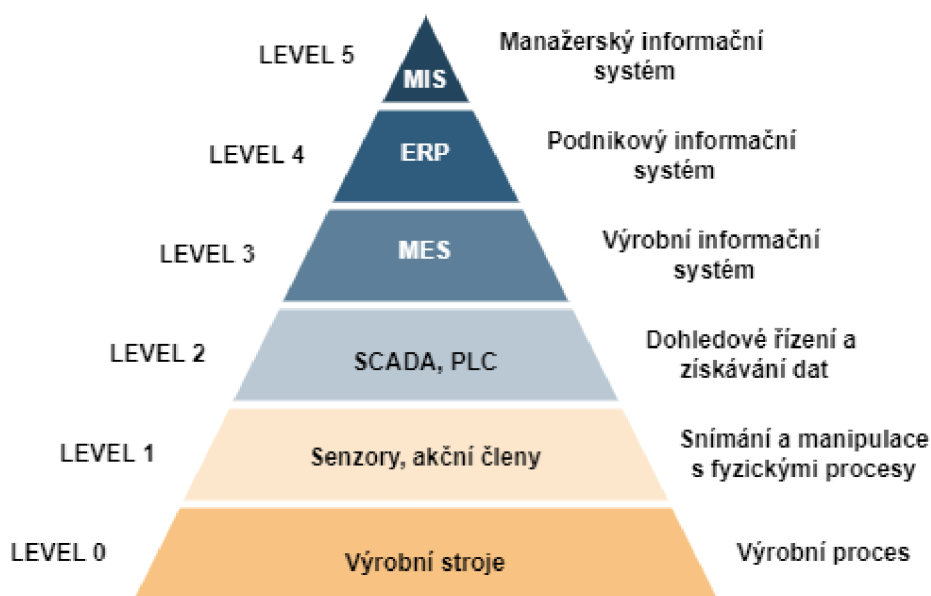 LEVEL 5
MIS
Manažerský informační
systém
LEVEL 4
ERP
Podnikový informační
systém
LEVEL 3
MES
Výrobní informační
systém
LEVEL 2
SCADA, PLC
Dohledové řízení a
získávání dat
LEVEL 1
Senzory, akční členy
Snímání a manipulace
s fyzickými procesy
LEVEL 0
Výrobní stroje
Výrobní proces